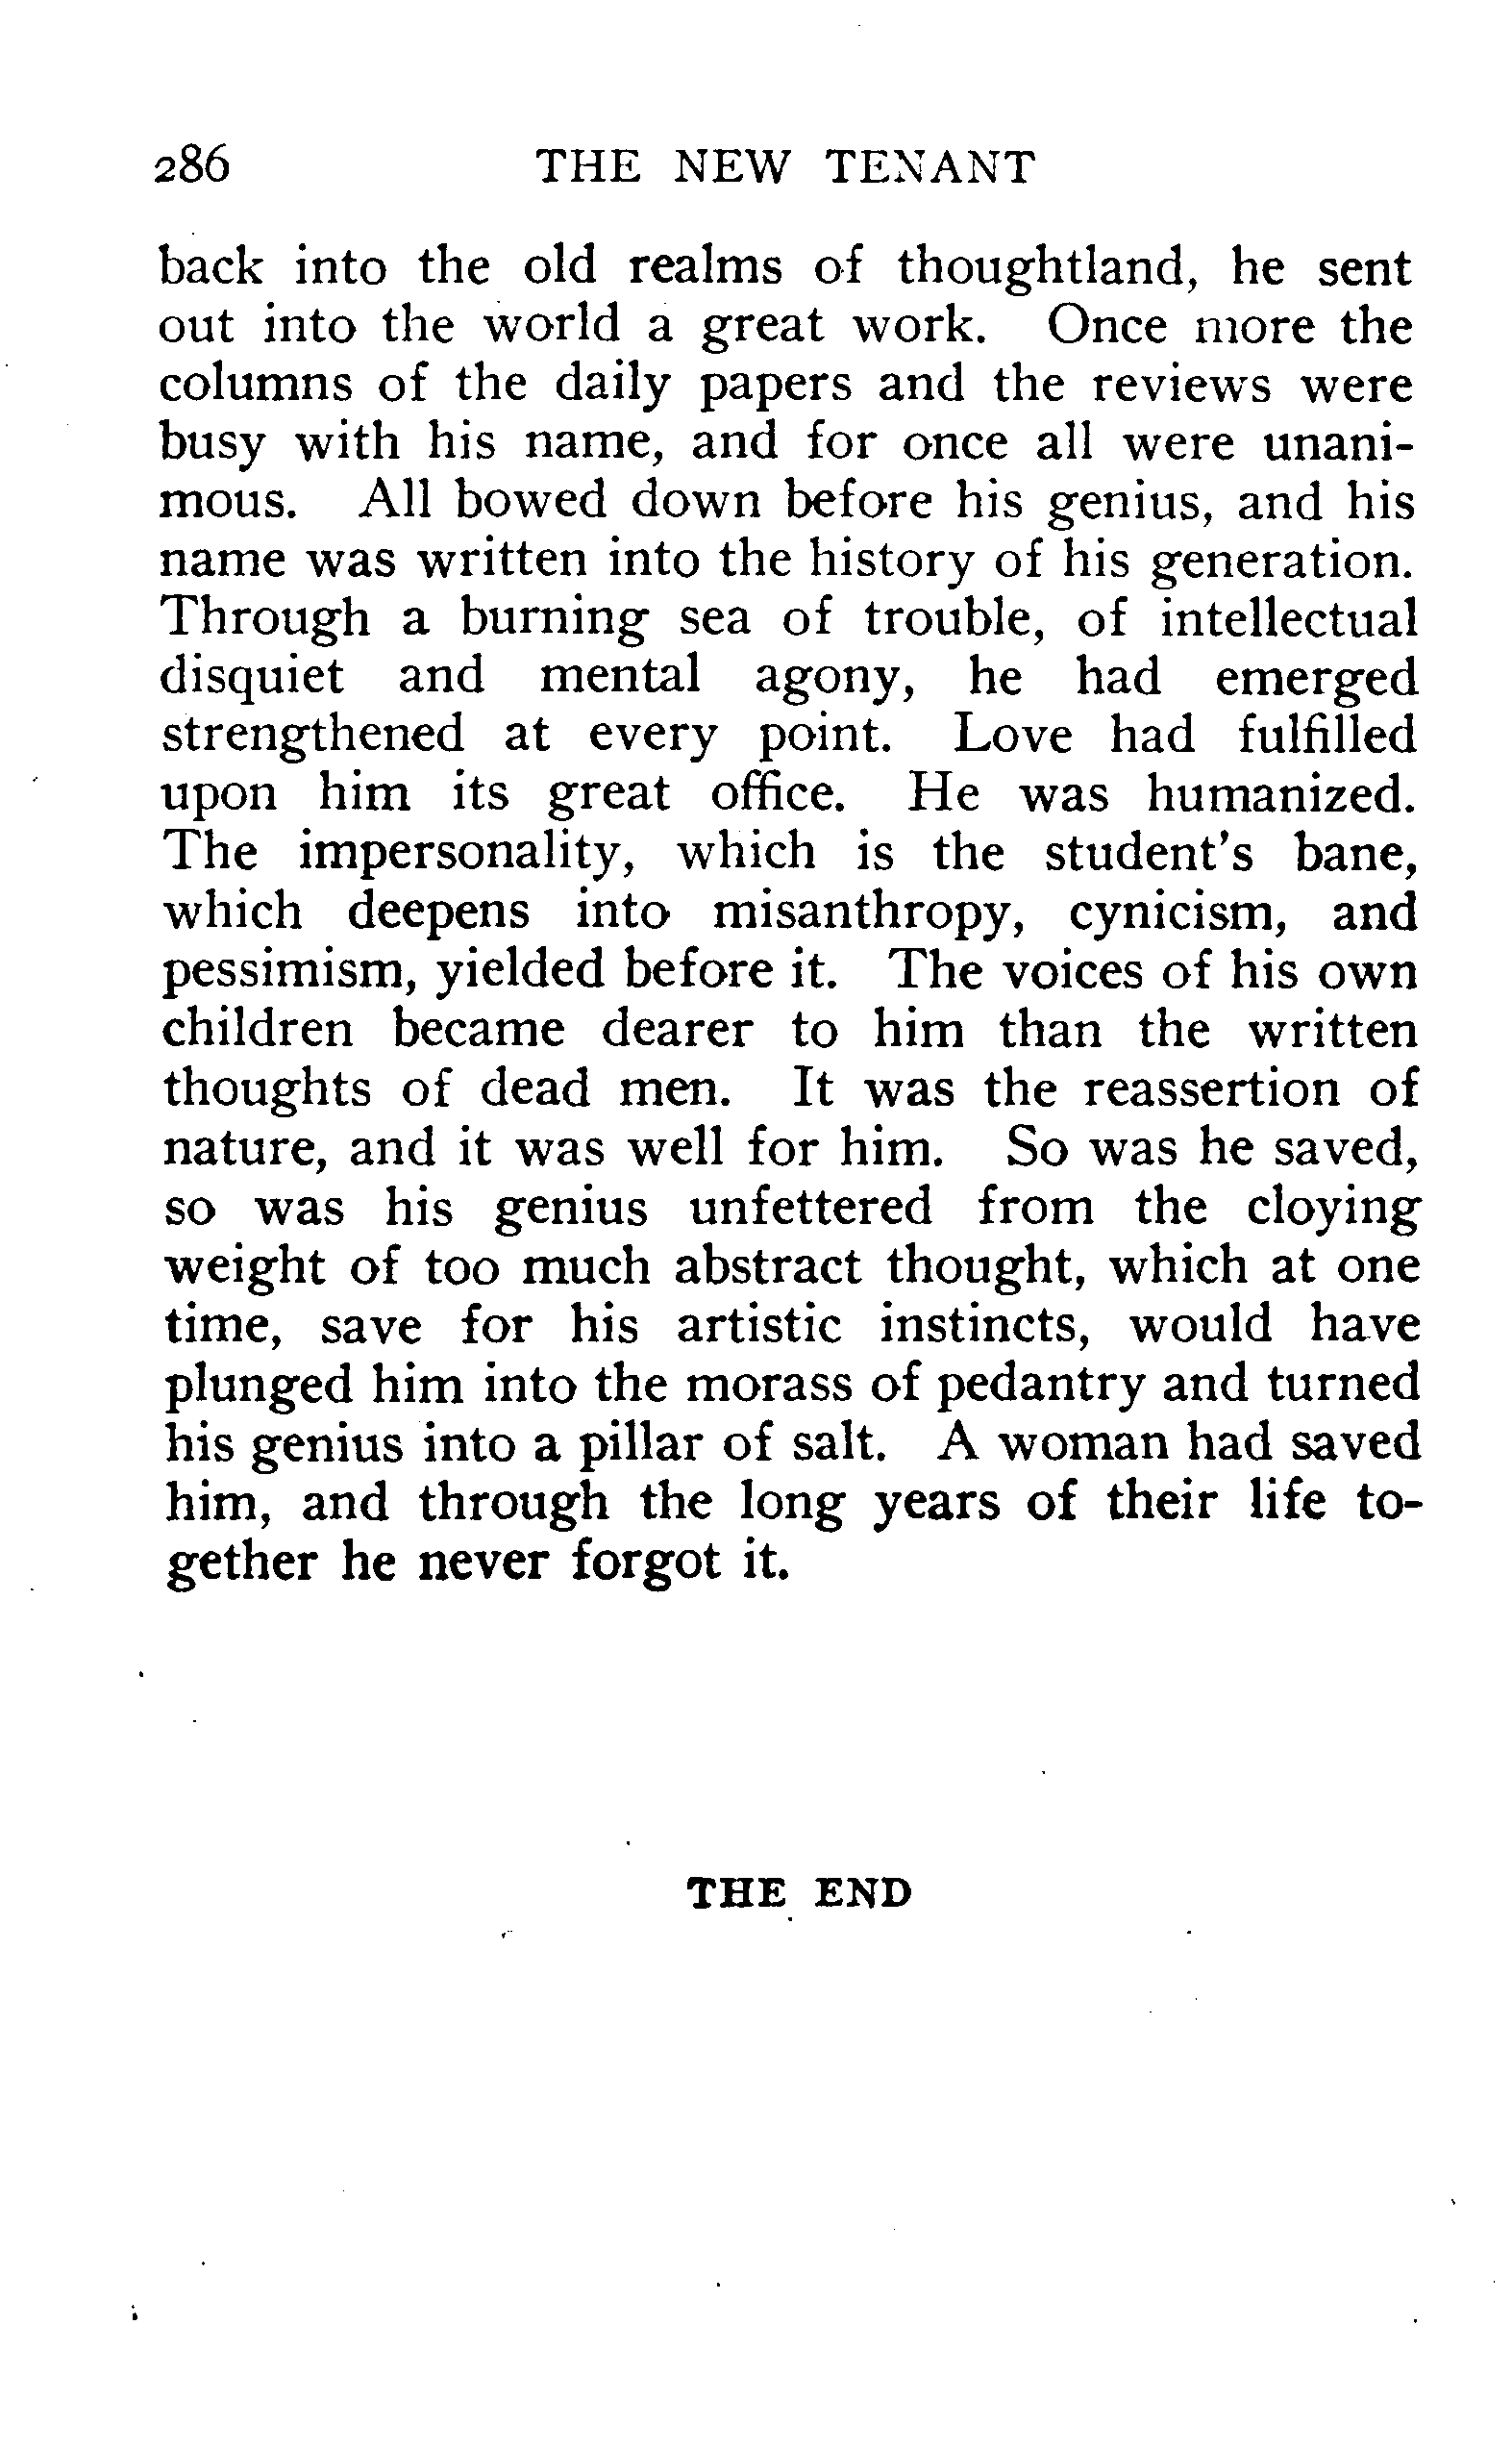 286 THE NEW TENANT
back into the old realms of thoughtland, he sent
out into the world a great work. Once more the
columns of the daily papers and the reviews were
busy with his name, and for once all were unani-
mous. All bowed down before his genius, and his
name was written into the history of his generation.
Through a burning sea of trouble, of intellectual
disquiet and mental agony, he had emerged
strengthened at every point. Love had fulfilled
upon him its great office. He was humanized.
The impersonality, which is the student's bane,
which deepens into misanthropy, cynicism, and
pessimism, yielded before it. The voices of his own
children became dearer to him than the written
thoughts of dead men. It was the reassertion of
nature, and it was well for him. So was he saved,
so was his genius unfettered from the cloying
weight of too much abstract thought, which at one
time, save for his artistic instincts, would have
plunged him into the morass of pedantry and turned
his genius into a pillar of salt. A woman had saved
him, and through the long years of their life to-
gether he never forgot it.
THE END